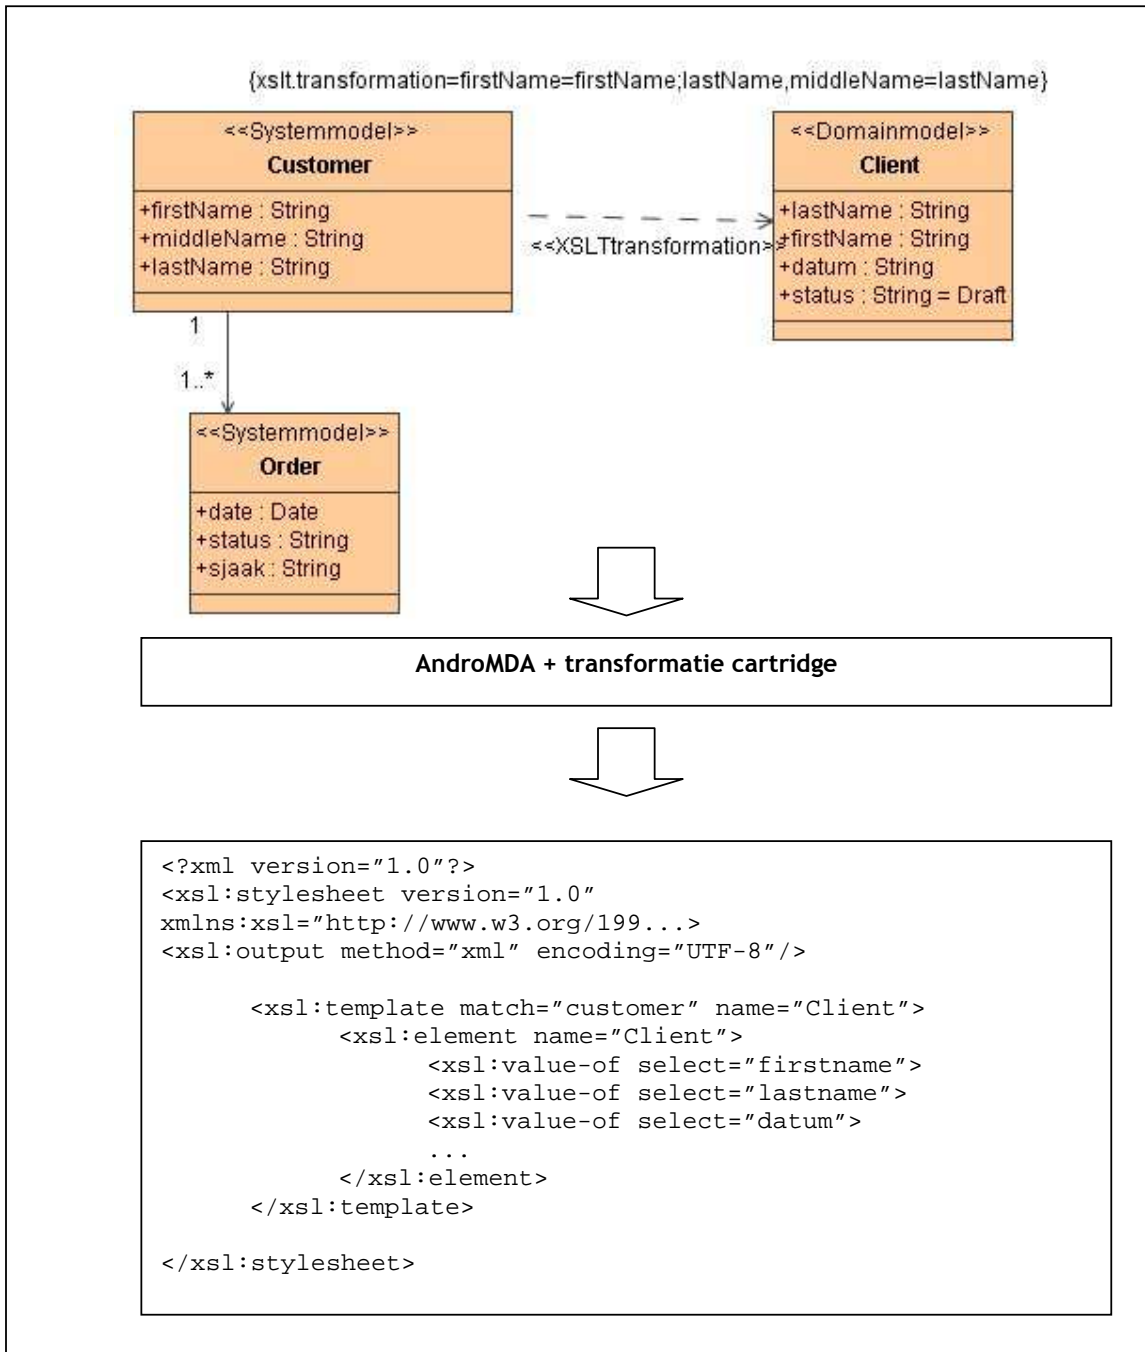 {xslt.transformation=firstName=firstName;lastName,middleName=lastName}
<<Systemmodel>>
Customer
+firstName : String
+middleName : String
+lastName : String
<<XSLTtransformation>>
<<Domainmodel>>
Client
+lastName : String
+firstName : String
+datum : String
+status : String = Draft
1
1..*
<<Systemmodel>>
Order
+date : Date
+status : String
+sjaak : String
AndroMDA + transformatie cartridge
<?xml version="1.0"?>
<xsl:stylesheet version="1.0"
xmlns:xsl="http://www.w3.org/199...>
<xsl:output method="xml" encoding="UTF-8"/>
<xsl:template match="customer" name="Client">
<xsl:element name="Client">
<xsl:value-of select="firstname">
<xsl:value-of select="lastname">
<xsl:value-of select="datum">
...
</xsl:element>
</xsl:template>
</xsl:stylesheet>